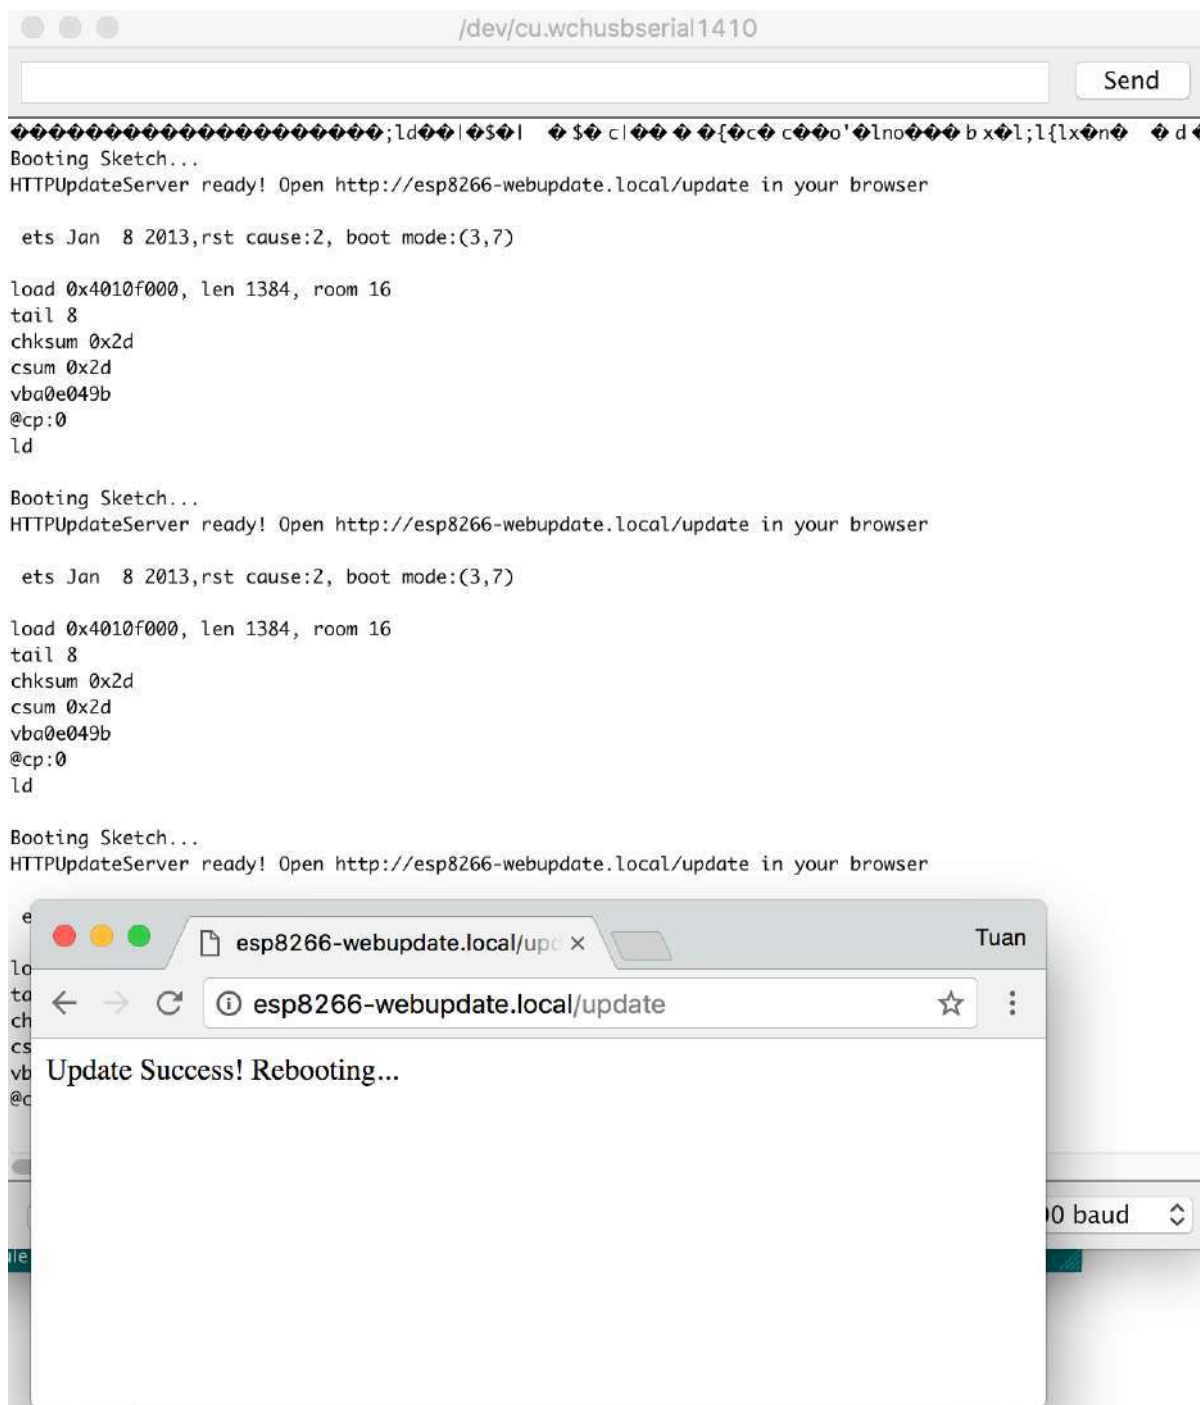 /dev/cu.wchusbserial1410
Send
Booting Sketch...
HTTPUpdateServer ready! Open http://esp8266-webupdate.local/update in your browser
ets Jan  8 2013,rst cause:2, boot mode:(3,7)
load 0x4010f000, len 1384, room 16
tail 8
chksum 0x2d
csum 0x2d
vba0e049b
@cp:0
ld
Booting Sketch...
HTTPUpdateServer ready! Open http://esp8266-webupdate.local/update in your browser
ets Jan  8 2013,rst cause:2, boot mode:(3,7)
load 0x4010f000, len 1384, room 16
tail 8
chksum 0x2d
csum 0x2d
vba0e049b
@cp:0
ld
Booting Sketch...
HTTPUpdateServer ready! Open http://esp8266-webupdate.local/update in your browser
esp8266-webupdate.local/upd
Tuan
esp8266-webupdate.local/update
Update Success! Rebooting...
0 baud